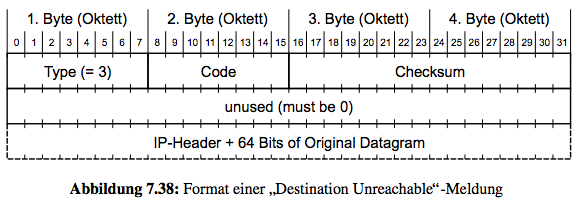 1. Byte (Oktett) 2. Byte (Oktett) 3. Byte (Oktett) 4. Byte (Oktett)
0 1 2 3 4 5 6 7 8 9 10 11 12 13 14 15 16 17 18 19 20 21 22 23 24 25 26 27 28 29 30 31
Type (= 3) Code Checksum
unused (must be 0)
IP-Header + 64 Bits of Original Datagram
Abbildung 7.38: Format einer „Destination Unreachable“-Meldung